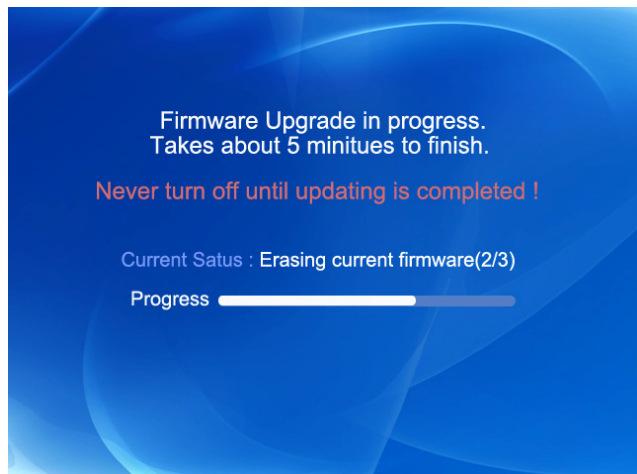 Firmware Upgrade in progress.
Takes about 5 minitues to finish.
Never turn off until updating is completed !
Current Satus : Erasing current firmware(2/3)
Progress